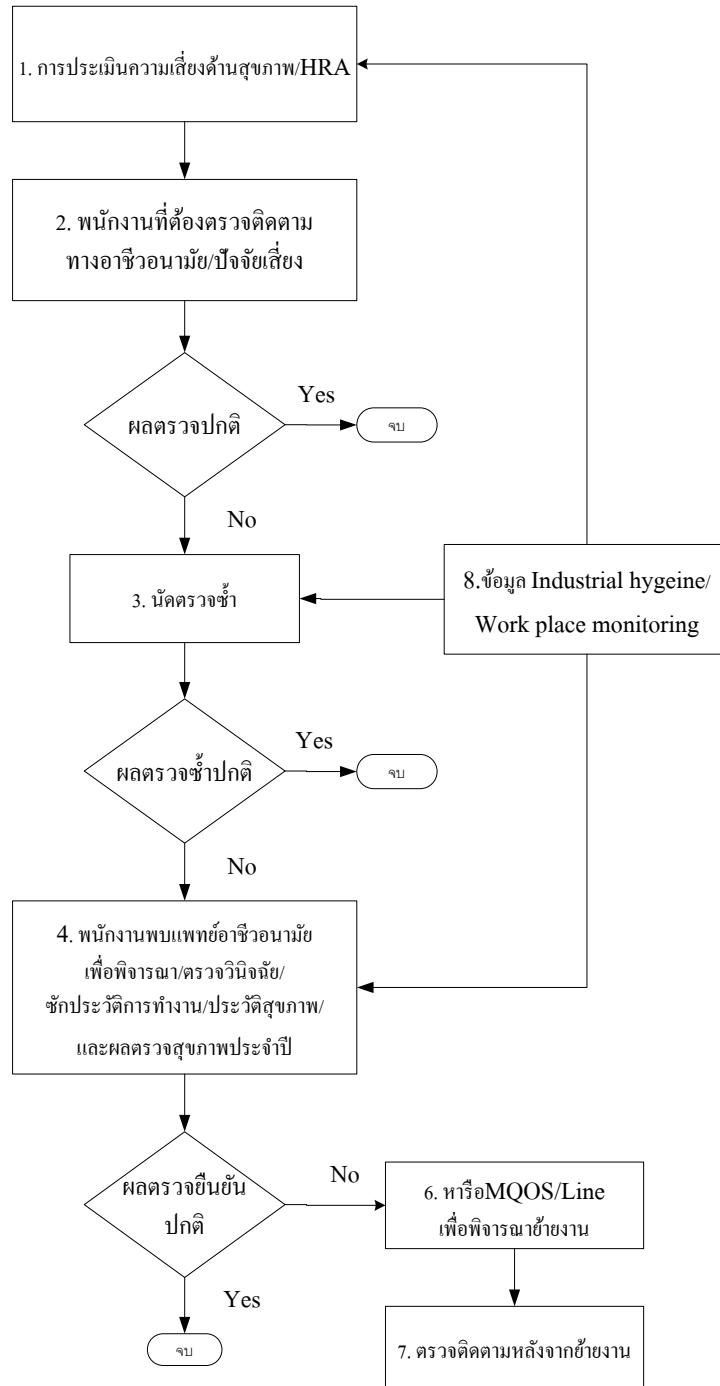 1. การประเมินความเสี่ยงด้านสุขภาพ/HRA
2. พนักงานที่ต้องตรวจติดตาม
ทางอาชีวอนามัย/ปัจจัยเสี่ยง
ผลตรวจปกติ
Yes
จบ
No
3. นัดตรวจซ้ำ
8.ข้อมูล Industrial hygeine/
Work place monitoring
ผลตรวจซ้ำปกติ
Yes
จบ
No
4. พนักงานพบแพทย์อาชีวอนามัย
เพื่อพิจารณา/ตรวจวินิจฉัย/
ซักประวัติการทำงาน/ประวัติสุขภาพ/
และผลตรวจสุขภาพประจำปี
ผลตรวจยืนยัน
ปกติ
No
6. หารือMQOS/Line
เพื่อพิจารณาย้ายงาน
Yes
จบ
7. ตรวจติดตามหลังจากย้ายงาน